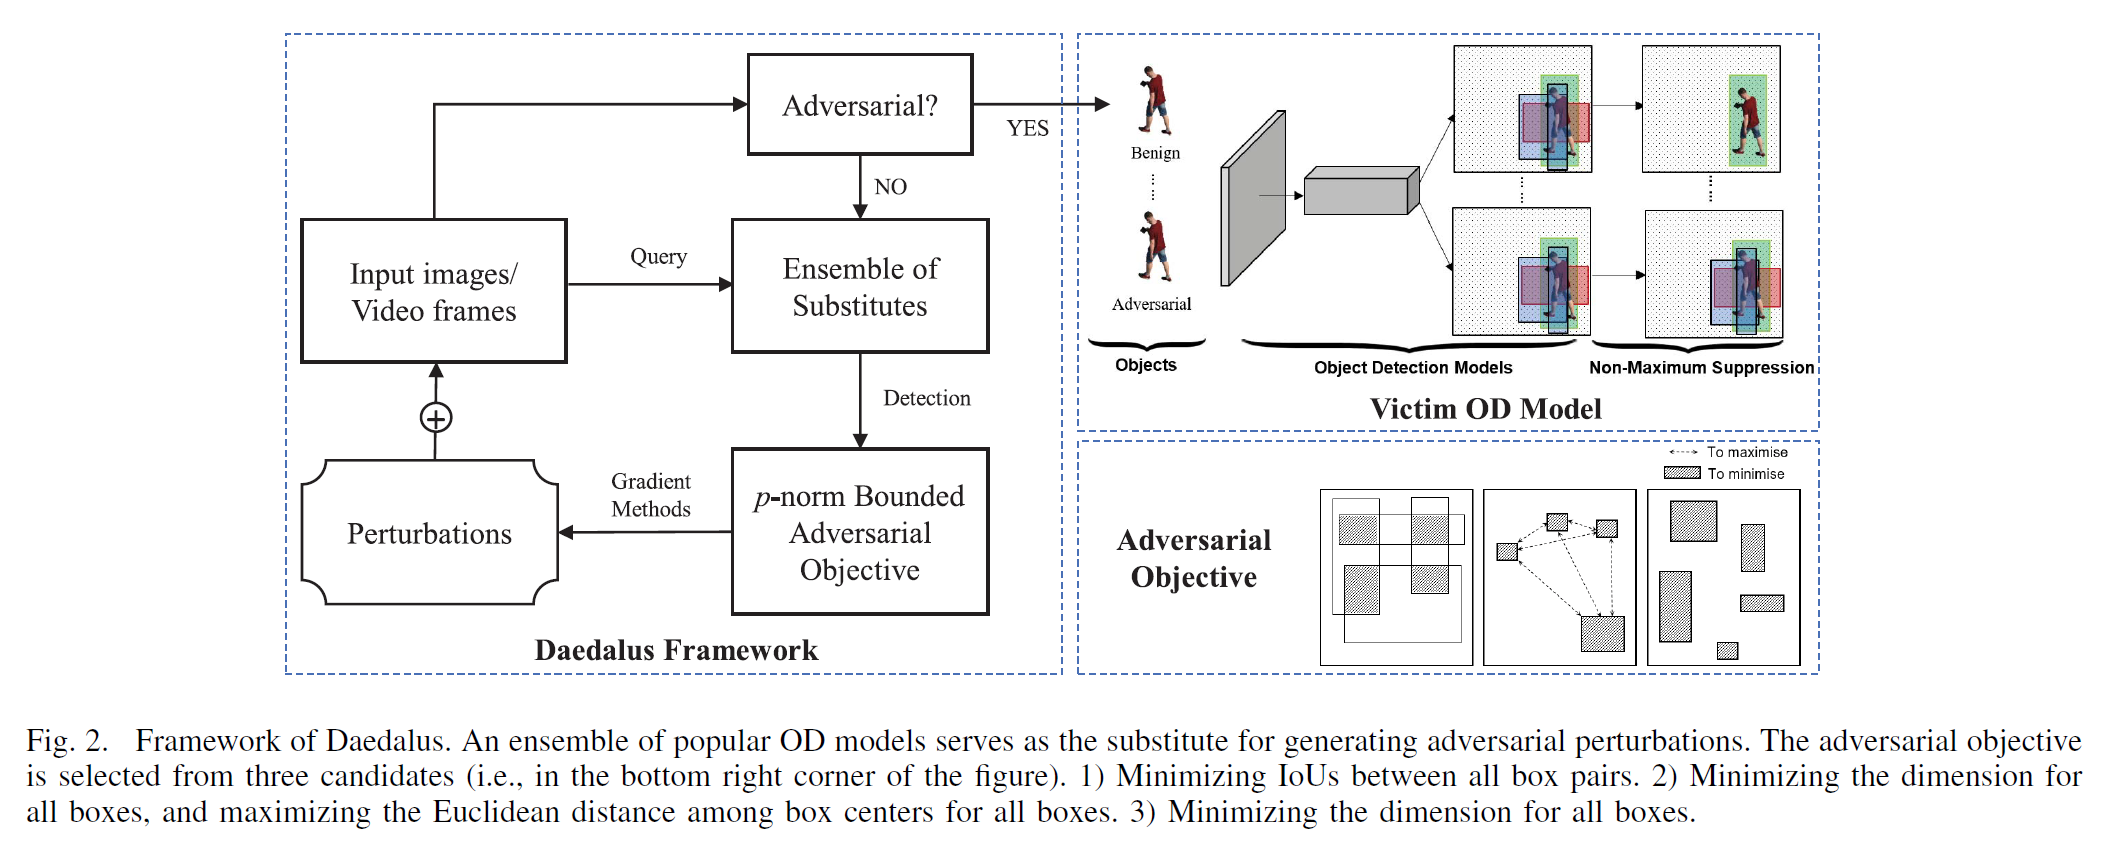 Adversarial?
YES
NO
Input images/
Video frames
Query
Ensemble of
Substitutes
Detection
Gradient
Methods
p-norm Bounded
Adversarial
Objective
Perturbations
Daedalus Framework
Benign
Adversarial
Objects
Object Detection Models
Non-Maximum Suppression
Victim OD Model
To maximise
To minimise
Adversarial
Objective
Fig. 2. Framework of Daedalus. An ensemble of popular OD models serves as the substitute for generating adversarial perturbations. The adversarial objective
is selected from three candidates (i.e., in the bottom right corner of the figure). 1) Minimizing IoUs between all box pairs. 2) Minimizing the dimension for
all boxes, and maximizing the Euclidean distance among box centers for all boxes. 3) Minimizing the dimension for all boxes.